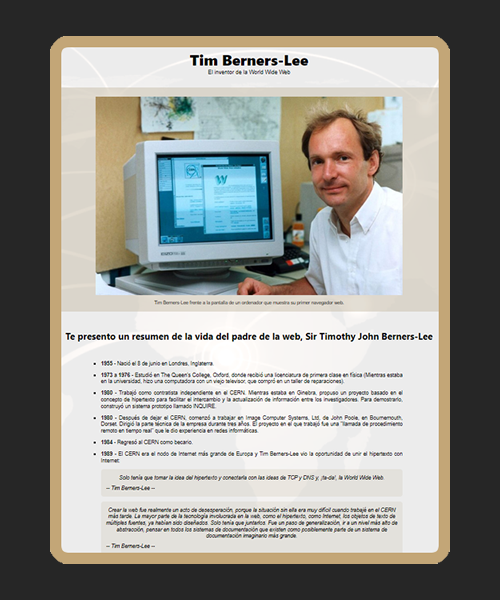 Tim Berners-Lee
El inventor de la World Wide Web
Tim Berners-Lee frente a la pantalla de un ordenador que muestra su primer navegador web.
Te presento un resumen de la vida del padre de la web, Sir Timothy John Berners-Lee
1955 - Nació el 8 de junio en Londres, Inglaterra.
1973 a 1976 - Estudió en The Queen's College, Oxford, donde recibió una licenciatura de primera clase en física (Mientras estaba
en la universidad, hizo una computadora con un viejo televisor, que compró en un taller de reparaciones).
1980 - Trabajó como contratista independiente en el CERN. Mientras estaba en Ginebra, propuso un proyecto basado en el
concepto de hipertexto para facilitar el intercambio y la actualización de información entre los investigadores. Para demostrarlo,
construyó un sistema prototipo llamado INQUIRE.
1980 - Después de dejar el CERN, comenzó a trabajar en Image Computer Systems, Ltd, de John Poole, en Bournemouth,
Dorset. Dirigió la parte técnica de la empresa durante tres años. El proyecto en el que trabajó fue una "llamada de procedimiento
remoto en tiempo real" que le dio experiencia en redes informáticas.
1984 - Regresó al CERN como becario.
1989 - El CERN era el nodo de Internet más grande de Europa y Tim Berners-Lee vio la oportunidad de unir el hipertexto con
Internet:
Solo tenía que tomar la idea del hipertexto y conectarla con las ideas de TCP y DNS y, ¡ta-da!, la World Wide Web.
-- Tim Berners-Lee --
Crear la web fue realmente un acto de desesperación, porque la situación sin ella era muy difícil cuando trabajé en el CERN
más tarde. La mayor parte de la tecnología involucrada en la web, como el hipertexto, como Internet, los objetos de texto de
múltiples fuentes, ya habían sido diseñados. Solo tenía que juntarlos. Fue un paso de generalización, ir a un nivel más alto de
abstracción, pensar en todos los sistemas de documentación que existen como posiblemente parte de un sistema de
documentación imaginario más grande.
-- Tim Berners-Lee --